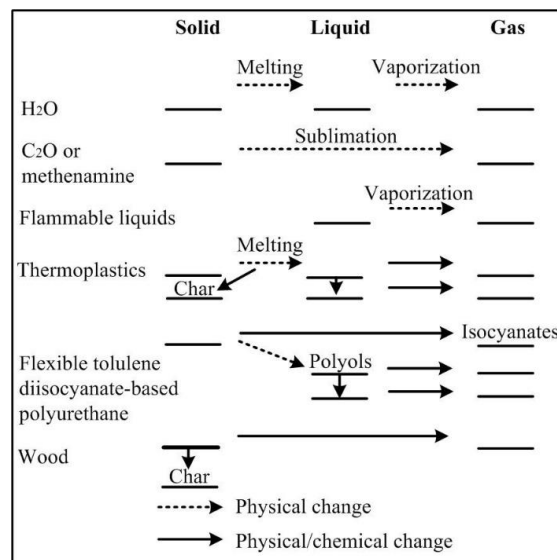 Solid Liquid Gas
Melting Vaporization
H2O
Sublimation
C2O or
methenamine
Vaporization
Flammable liquids
Melting
Thermoplastics
Char
Isocyanates
Polyols
Flexible tolulene
diisocyanate-based
polyurethane
Wood
Char
Physical change
Physical/chemical change